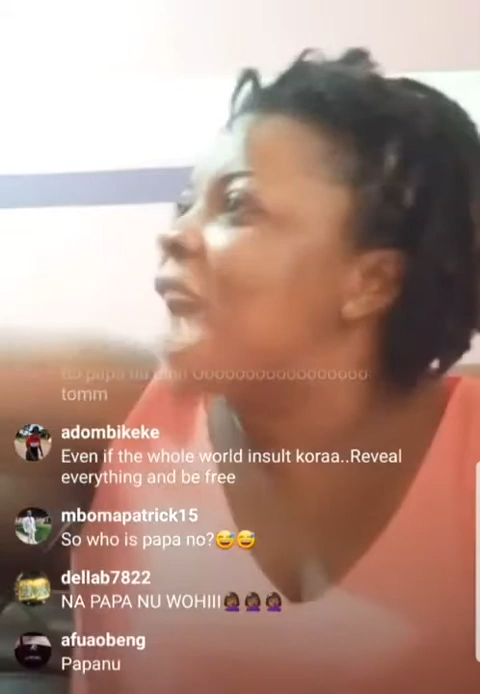 tomm
adombikeke
Even if the whole world insult koraa..Reveal
everything and be free
mbomapatrick15
So who is papa no?😅😅
dellab7822
NA PAPA NU WOHIII🤦🏾‍♀️🤦🏾‍♀️🤦🏾‍♀️
afuaobeng
Papanu